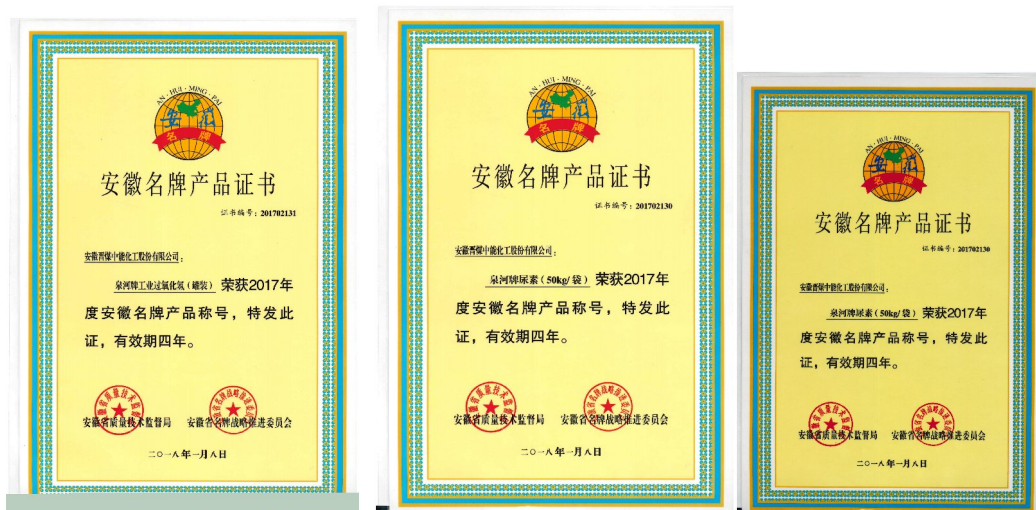 AN·HUI·MING·PAI
安徽
名牌
安徽名牌产品证书
证书编号：201702131
安徽晋煤中能化工股份有限公司：
泉河牌工业过氧化氢（罐装） 荣获2017年
度安徽名牌产品称号，特发此
证，有效期四年。
安徽省质量技术监督局 安徽省名牌战略推进委员会
二○一八年一月八日
AN·HUI·MING·PAI
安徽
名牌
安徽名牌产品证书
证书编号：201702130
安徽晋煤中能化工股份有限公司：
泉河牌尿素（50kg/袋） 荣获2017年
度安徽名牌产品称号，特发此
证，有效期四年。
安徽省质量技术监督局 安徽省名牌战略推进委员会
二○一八年一月八日
AN·HUI·MING·PAI
安徽
名牌
安徽名牌产品证书
证书编号：201702130
安徽晋煤中能化工股份有限公司：
泉河牌尿素（50kg/袋） 荣获2017年
度安徽名牌产品称号，特发此
证，有效期四年。
安徽省质量技术监督局 安徽省名牌战略推进委员会
二○一八年一月八日